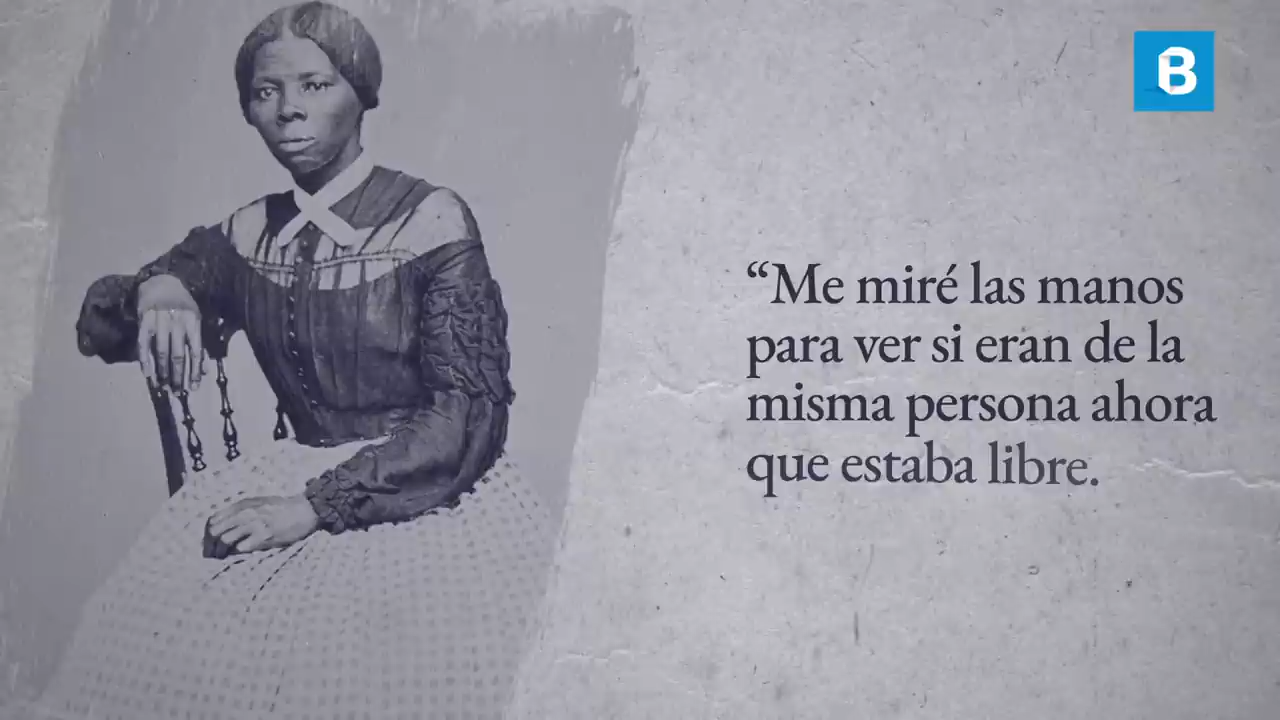 B
“Me miré las manos
para ver si eran de la
misma persona ahora
que estaba libre.